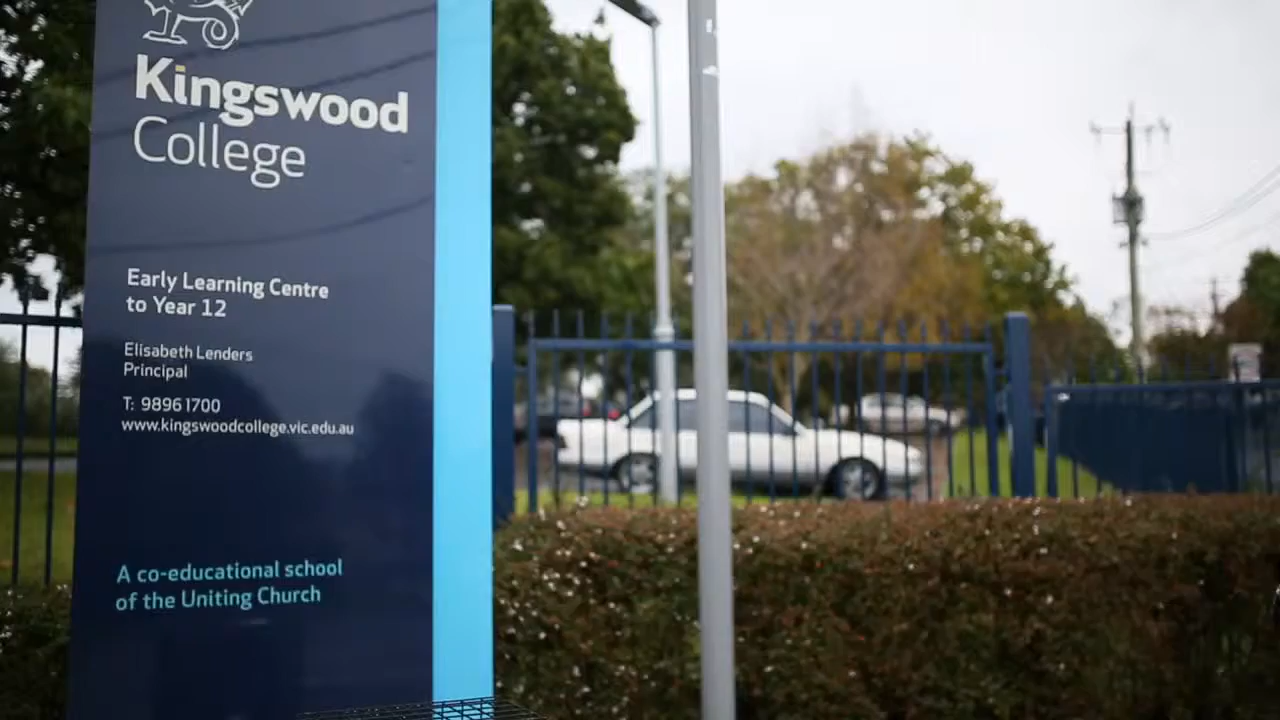 Kingswood
College
Early Learning Centre
to Year 12
Elisabeth Lenders
Principal
T: 9896 1700
www.kingswoodcollege.vic.edu.au
A co-educational school
of the Uniting Church